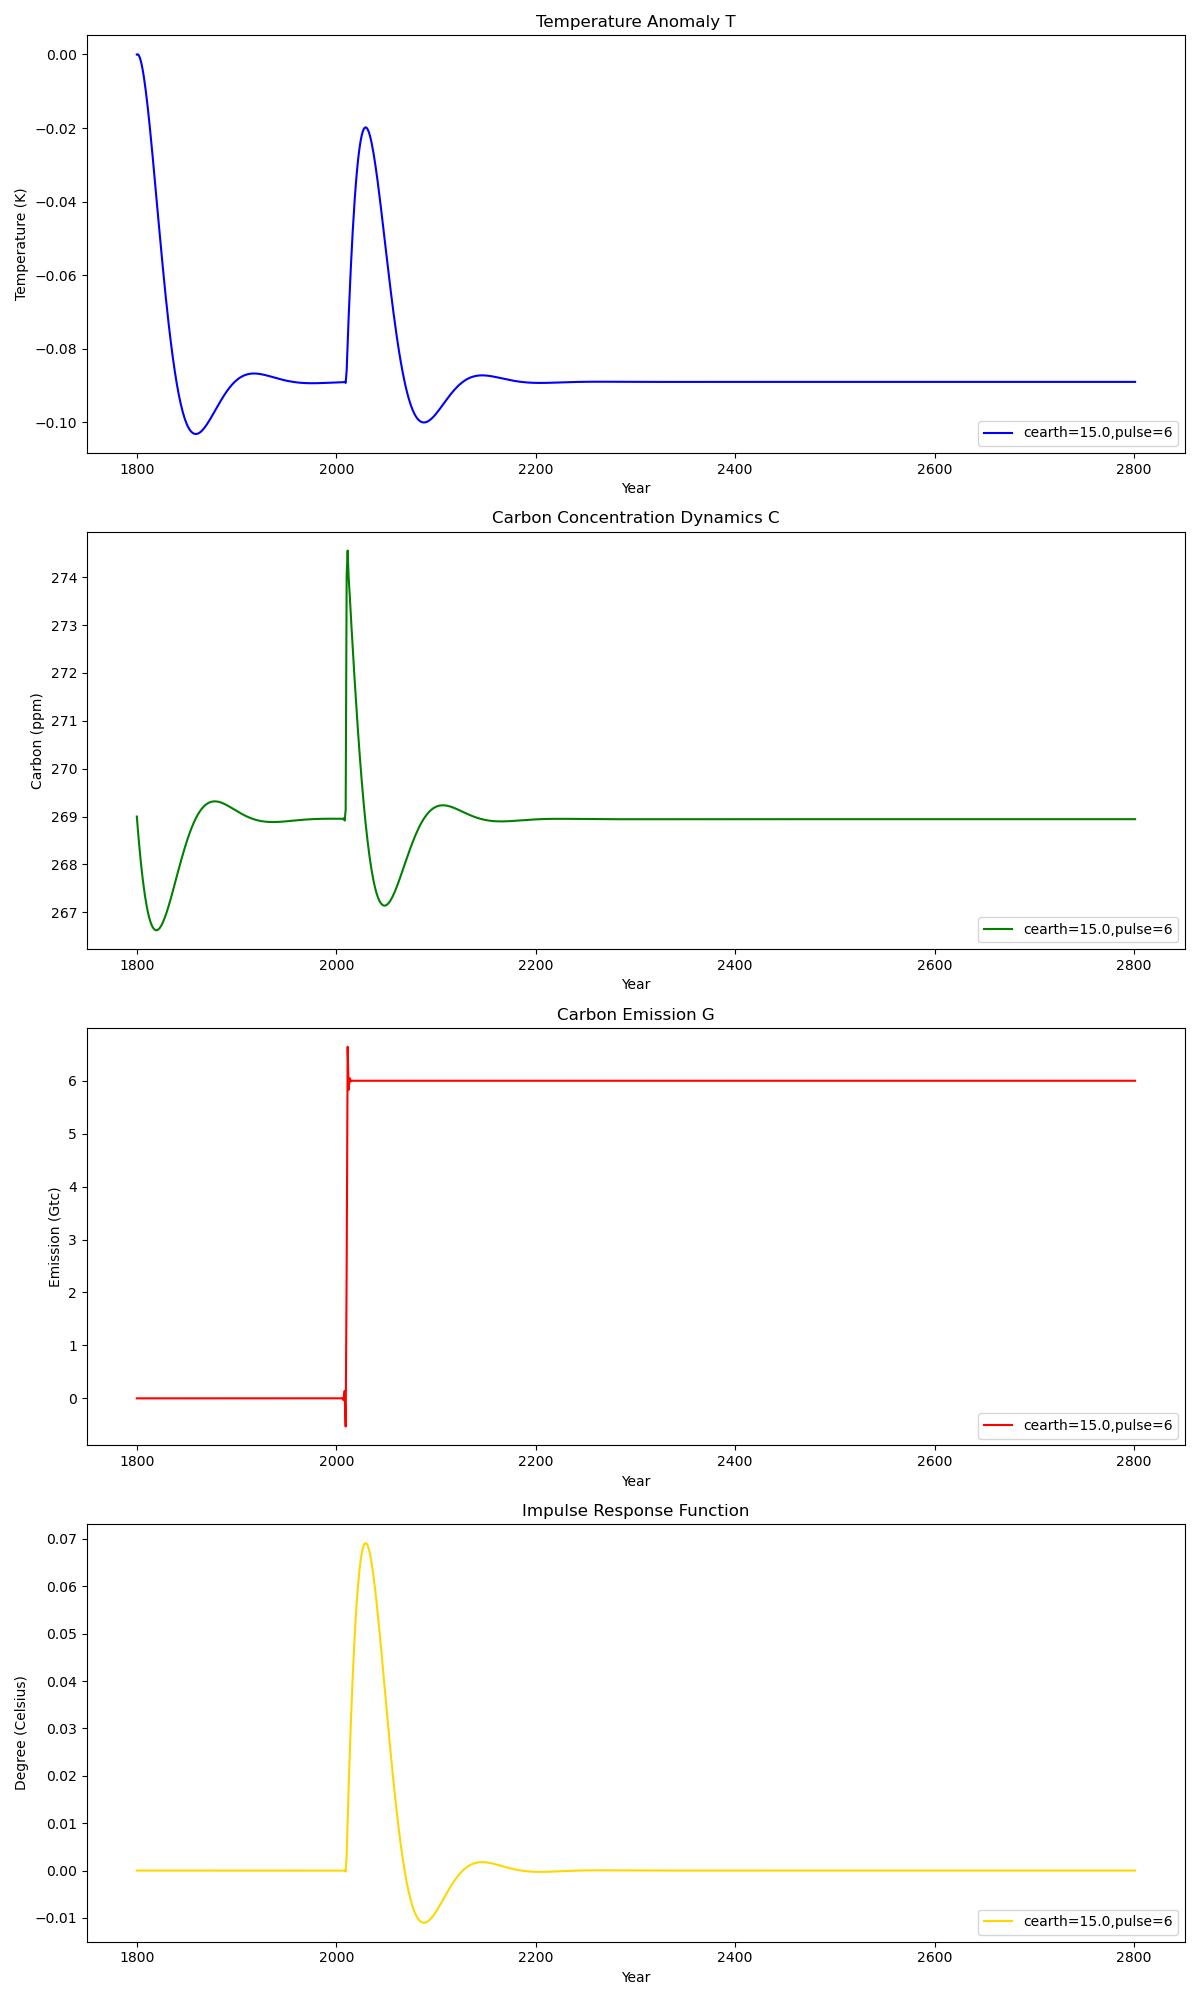 Temperature Anomaly T
0.00
−0.02
−0.04
−0.06
−0.08
−0.10
Temperature (K)
cearth=15.0,pulse=6
1800 2000 2200 2400 2600 2800
Year
Carbon Concentration Dynamics C
274
273
272
271
270
269
268
267
Carbon (ppm)
cearth=15.0,pulse=6
1800 2000 2200 2400 2600 2800
Year
Carbon Emission G
6
5
4
3
2
1
0
Emission (Gtc)
cearth=15.0,pulse=6
1800 2000 2200 2400 2600 2800
Year
Impulse Response Function
0.07
0.06
0.05
0.04
0.03
0.02
0.01
0.00
−0.01
Degree (Celsius)
cearth=15.0,pulse=6
1800 2000 2200 2400 2600 2800
Year